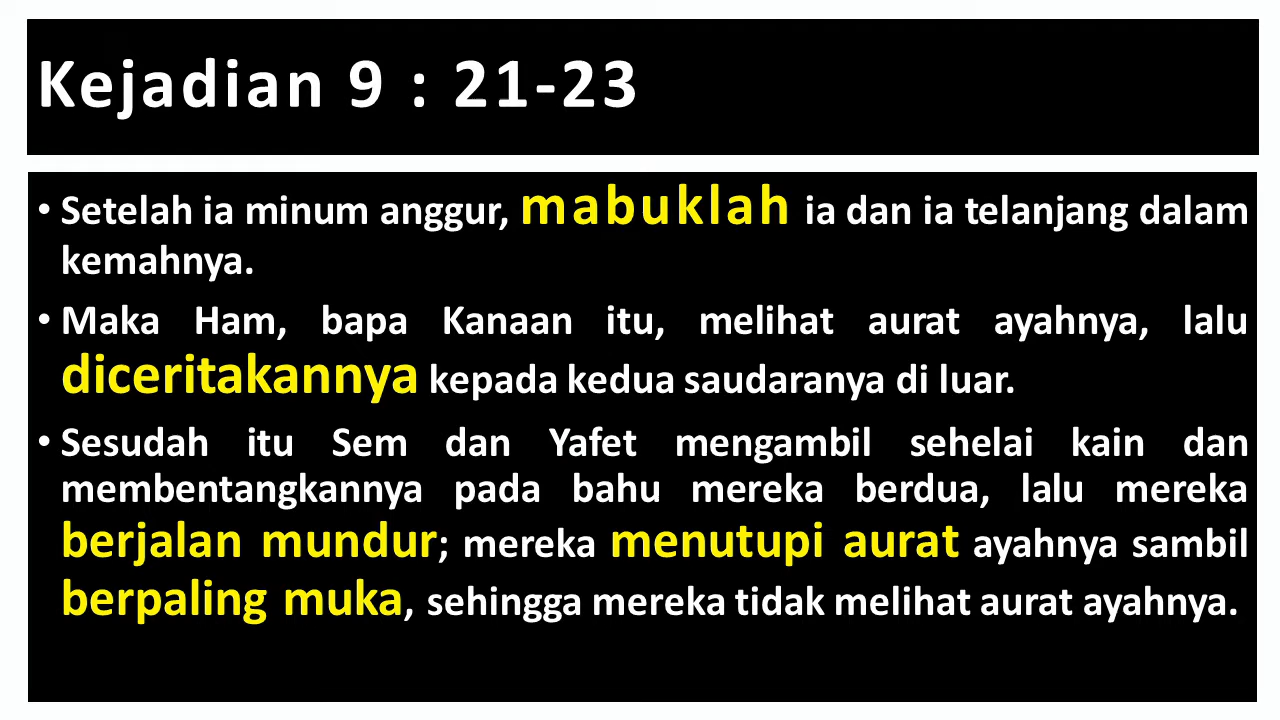 Kejadian 9 : 21-23
• Setelah ia minum anggur, mabuklah ia dan ia telanjang dalam
kemahnya.
• Maka Ham, bapa Kanaan itu, melihat aurat ayahnya, lalu
diceritakannya kepada kedua saudaranya di luar.
• Sesudah itu Sem dan Yafet mengambil sehelai kain dan
membentangkannya pada bahu mereka berdua, lalu mereka
berjalan mundur; mereka menutupi aurat ayahnya sambil
berpaling muka, sehingga mereka tidak melihat aurat ayahnya.